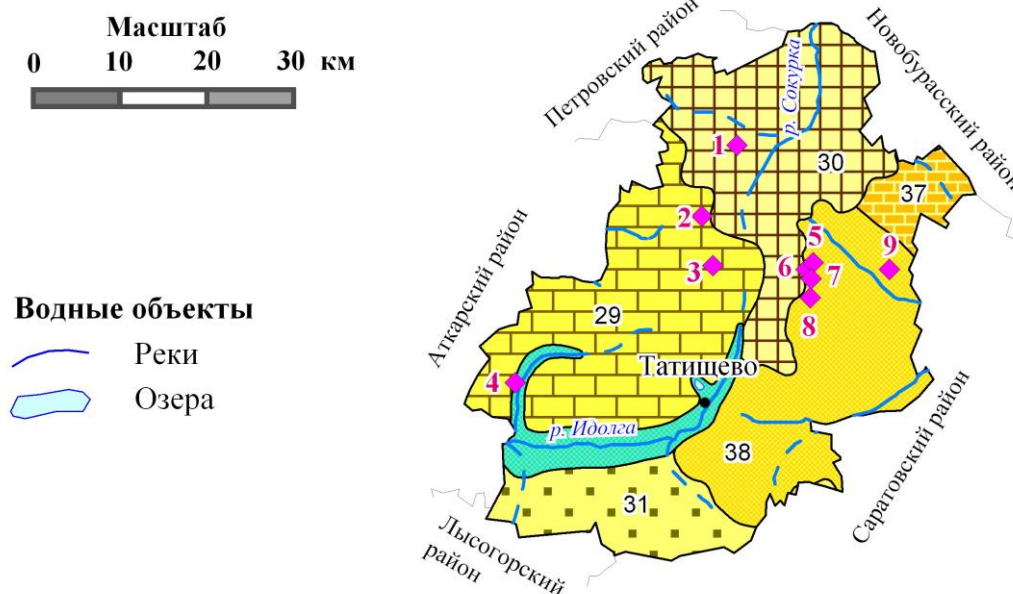 Масштаб
0 10 20 30 км
Водные объекты
Реки
Озера
Петровский район
Новобурасский район
р. Сокурка
1
30
37
2
5
9
3
6
7
8
Аткарский район
29
Татищево
4
р. Идолга
38
Саратовский район
31
Лысогорский
район